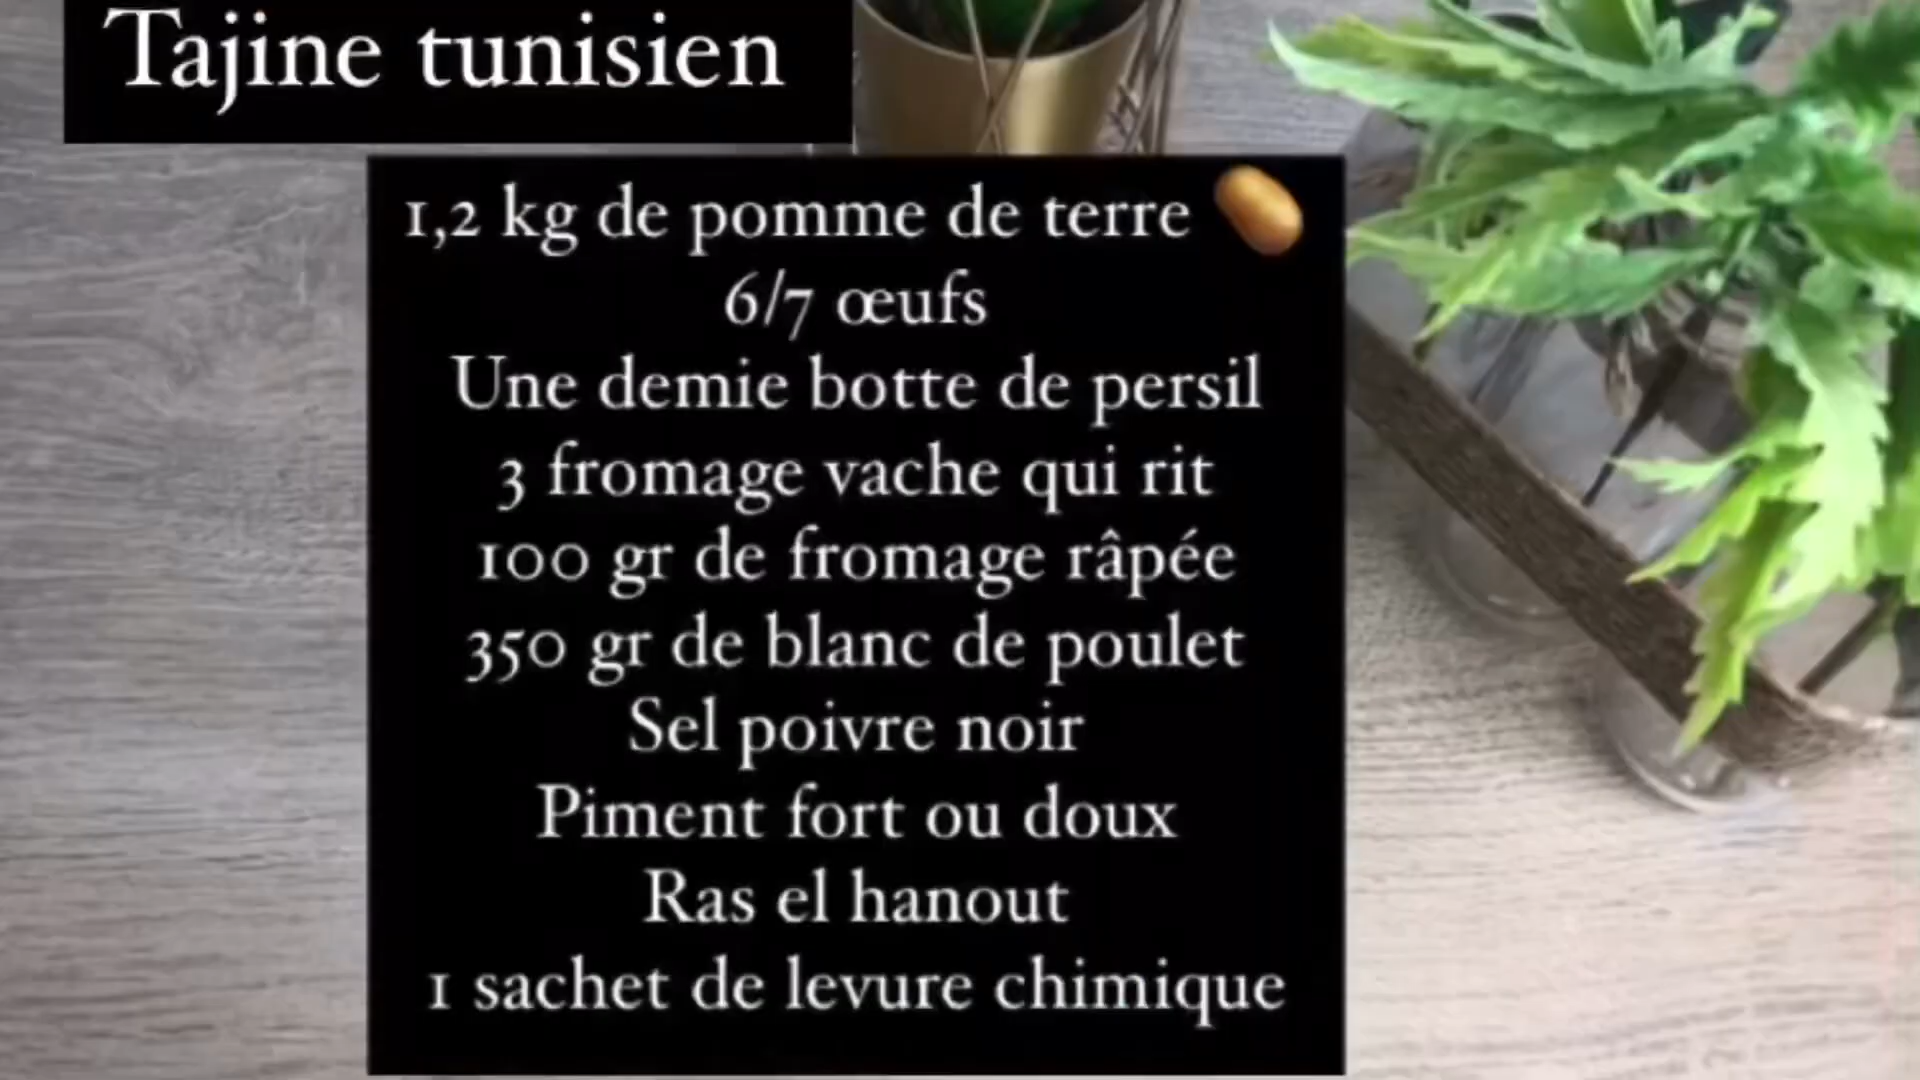 Tajine tunisien
1,2 kg de pomme de terre 🥔
6/7 œufs
Une demie botte de persil
3 fromage vache qui rit
100 gr de fromage râpée
350 gr de blanc de poulet
Sel poivre noir
Piment fort ou doux
Ras el hanout
1 sachet de levure chimique